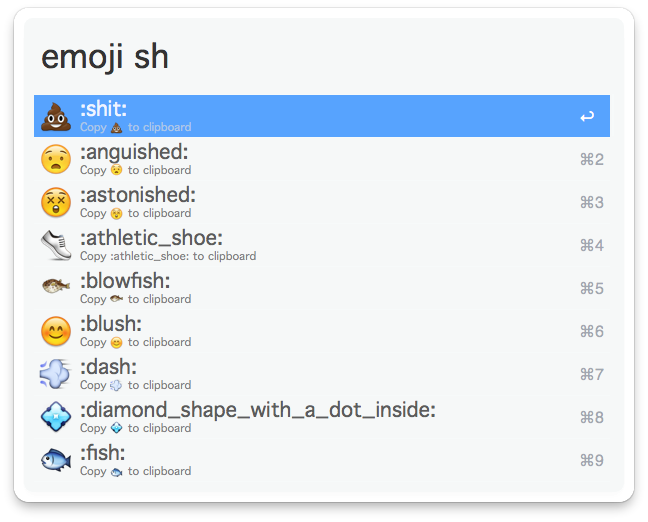 emoji sh
:shit:
Copy 💩 to clipboard
↩
:anguished:
Copy 😧 to clipboard
⌘2
:astonished:
Copy 😲 to clipboard
⌘3
:athletic_shoe:
Copy :athletic_shoe: to clipboard
⌘4
:blowfish:
Copy 🐡 to clipboard
⌘5
:blush:
Copy 😊 to clipboard
⌘6
:dash:
Copy 💨 to clipboard
⌘7
:diamond_shape_with_a_dot_inside:
Copy 💠 to clipboard
⌘8
:fish:
Copy 🐟 to clipboard
⌘9